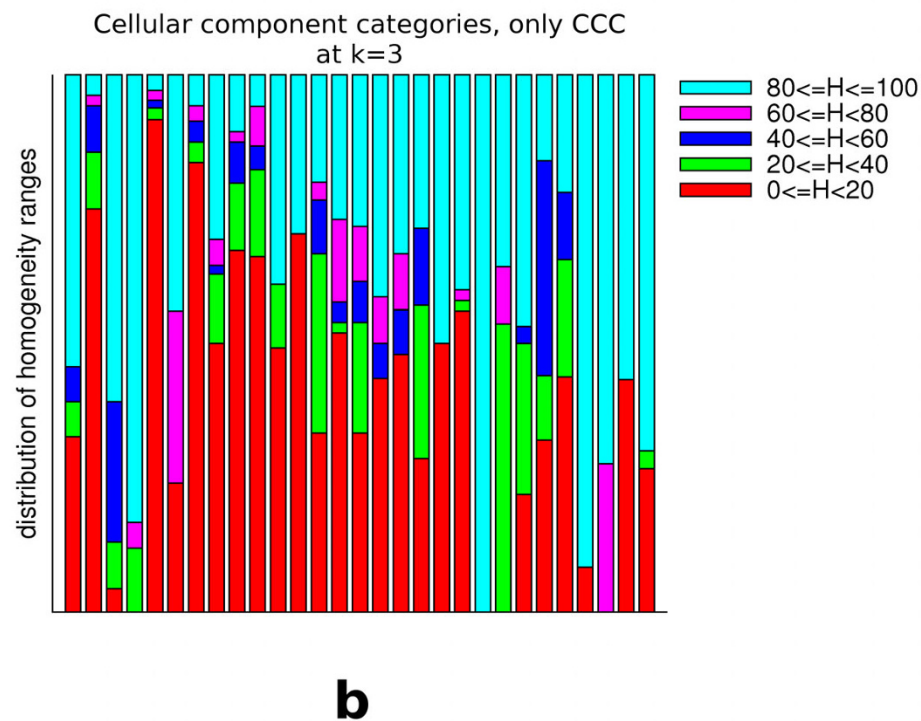 Cellular component categories, only CCC
at k=3
distribution of homogeneity ranges
80<=H<=100
60<=H<80
40<=H<60
20<=H<40
0<=H<20
b